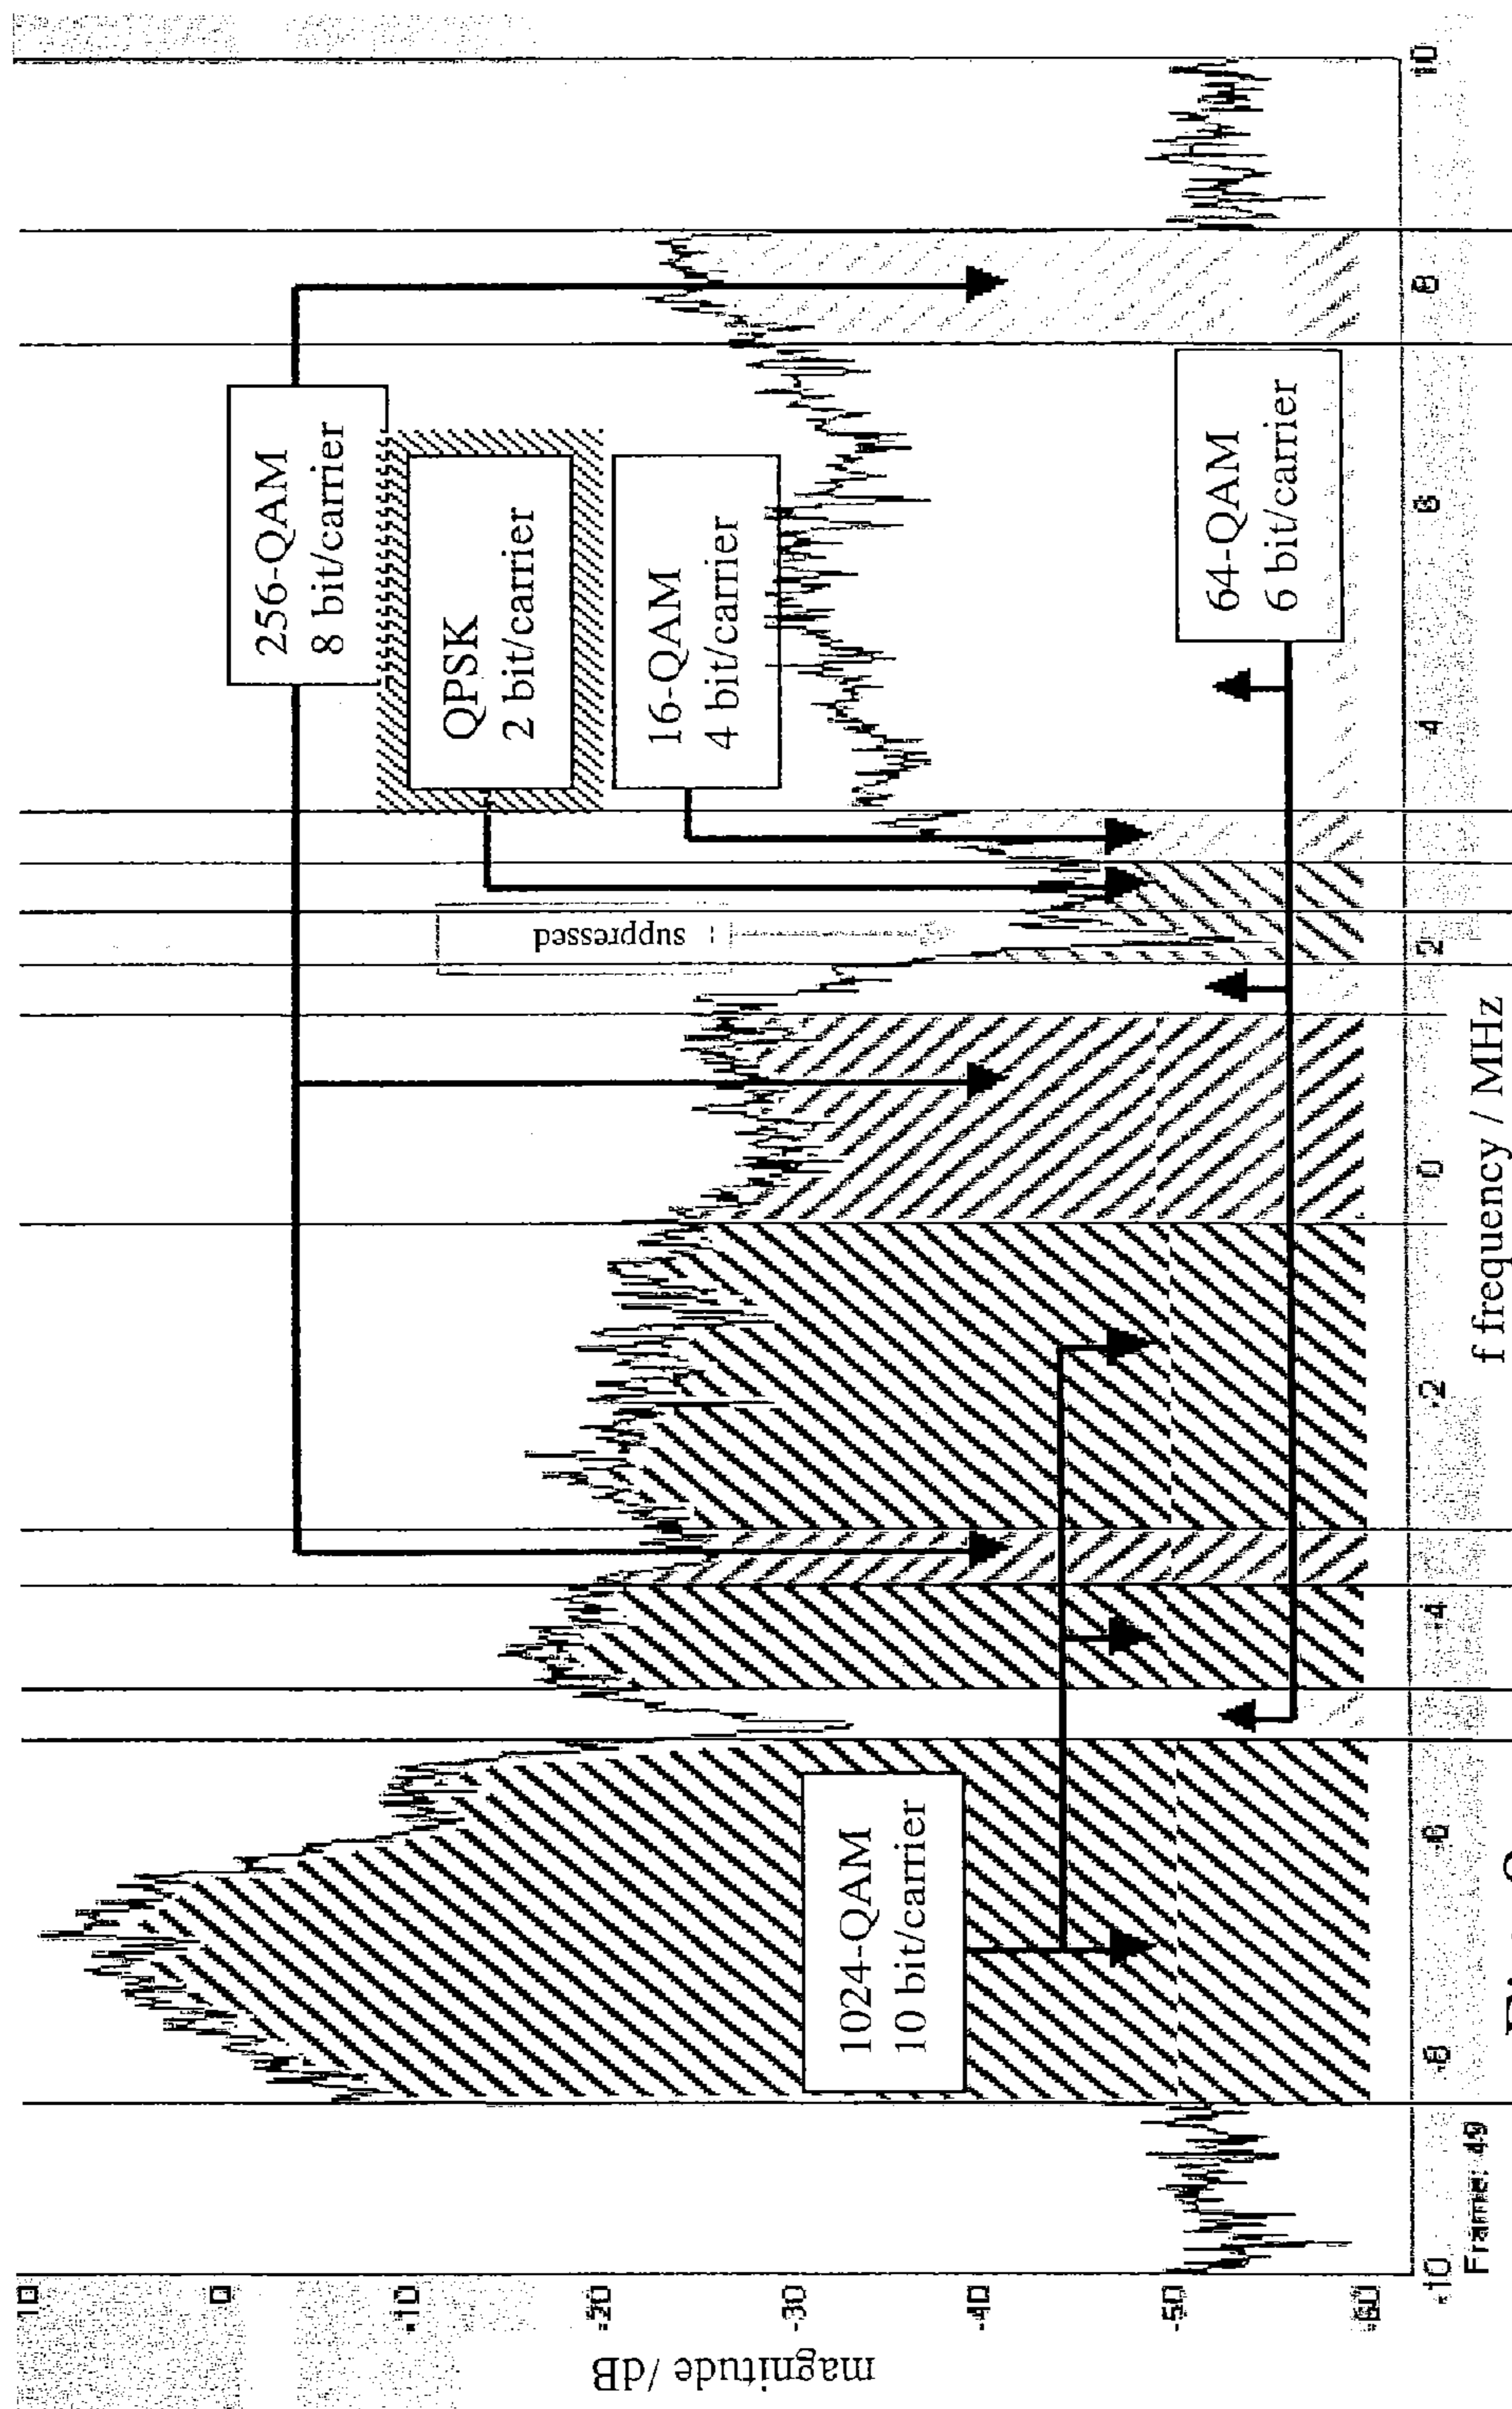 256-QAM
8 bit/carrier
QPSK
2 bit/carrier
16-QAM
4 bit/carrier
suppressed
1024-QAM
10 bit/carrier
64-QAM
6 bit/carrier
magnitude / dB
10
0
-10
-20
-30
-40
-50
-60
-10
-8
-6
-4
-2
0
2
4
6
8
10
f frequency / MHz
Frame: 49